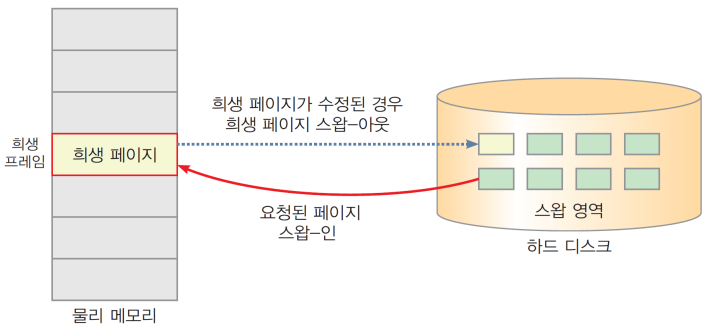 희생 페이지가 수정된 경우
희생 페이지 스왑-아웃
희생
프레임
희생 페이지
요청된 페이지
스왑-인
스왑 영역
하드 디스크
물리 메모리